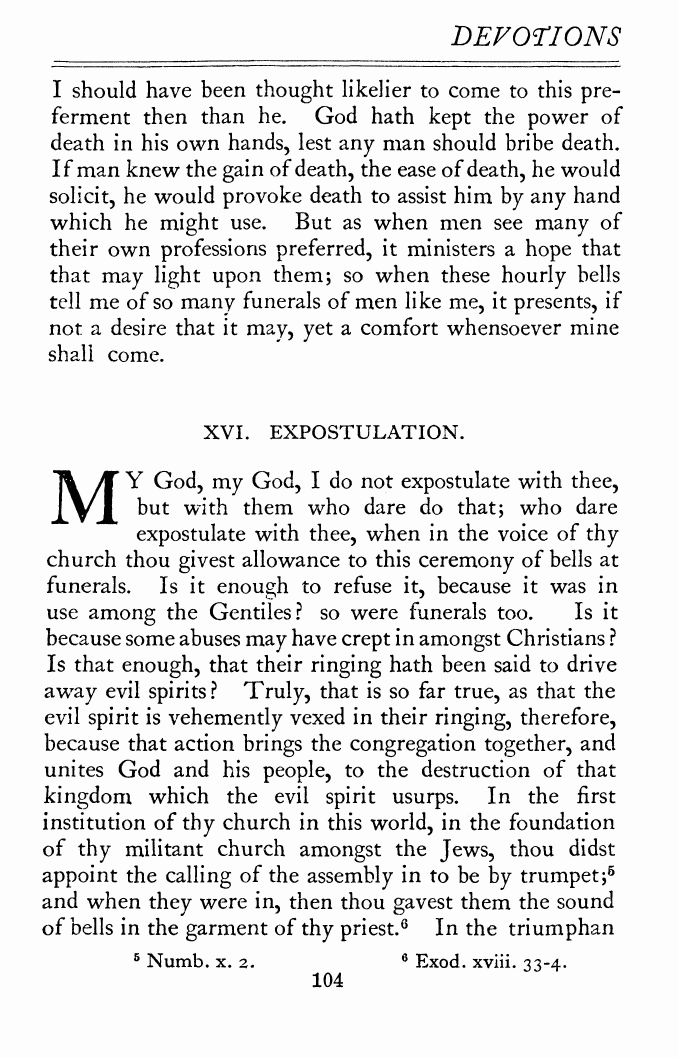 DEVOTIONS
I should have been thought likelier to come to this pre-
ferment then than he. God hath kept the power of
death in his own hands, lest any man should bribe death.
If man knew the gain of death, the ease of death, he would
solicit, he would provoke death to assist him by any hand
which he might use. But as when men see many of
their own professions preferred, it ministers a hope that
that may light upon them; so when these hourly bells
tell me of so many funerals of men like me, it presents, if
not a desire that it may, yet a comfort whensoever mine
shall come.
XVI. EXPOSTULATION.
MY God, my God, I do not expostulate with thee,
but with them who dare do that; who dare
expostulate with thee, when in the voice of thy
church thou givest allowance to this ceremony of bells at
funerals. Is it enough to refuse it, because it was in
use among the Gentiles? so were funerals too. Is it
because some abuses may have crept in amongst Christians?
Is that enough, that their ringing hath been said to drive
away evil spirits? Truly, that is so far true, as that the
evil spirit is vehemently vexed in their ringing, therefore,
because that action brings the congregation together, and
unites God and his people, to the destruction of that
kingdom which the evil spirit usurps. In the first
institution of thy church in this world, in the foundation
of thy militant church amongst the Jews, thou didst
appoint the calling of the assembly in to be by trumpet;⁵
and when they were in, then thou gavest them the sound
of bells in the garment of thy priest.⁶ In the triumphan
⁵ Numb. x. 2. ⁶ Exod. xviii. 33-4.
104